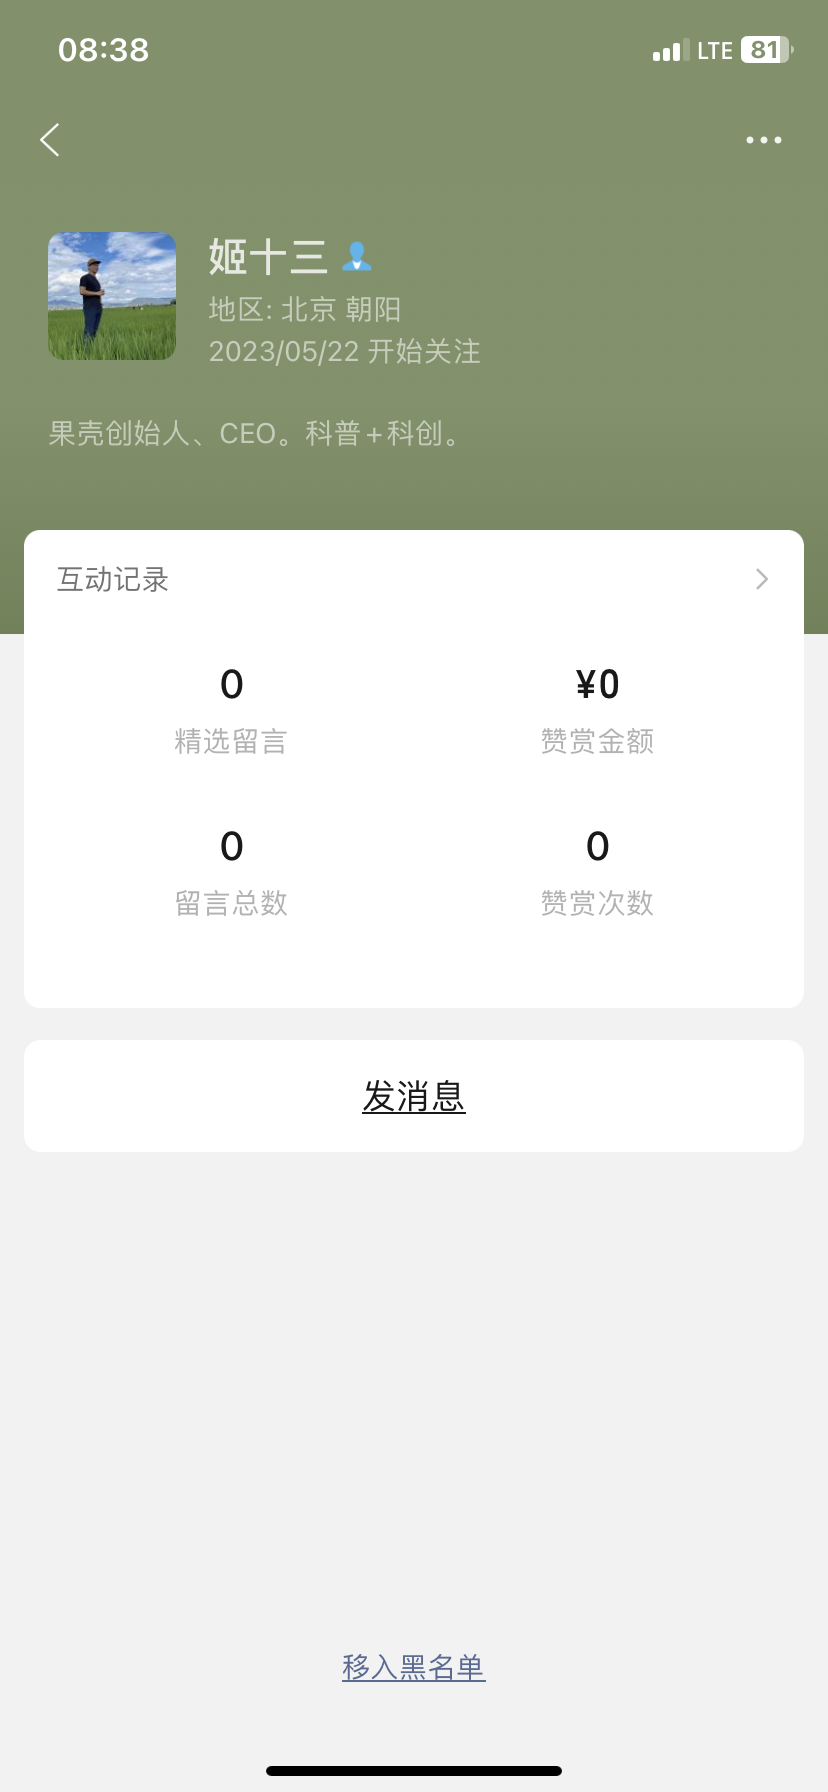 08:38
LTE 81
姬十三
地区: 北京 朝阳
2023/05/22 开始关注
果壳创始人、CEO。科普+科创。
互动记录
0 ¥0
精选留言 赞赏金额
0 0
留言总数 赞赏次数
发消息
移入黑名单